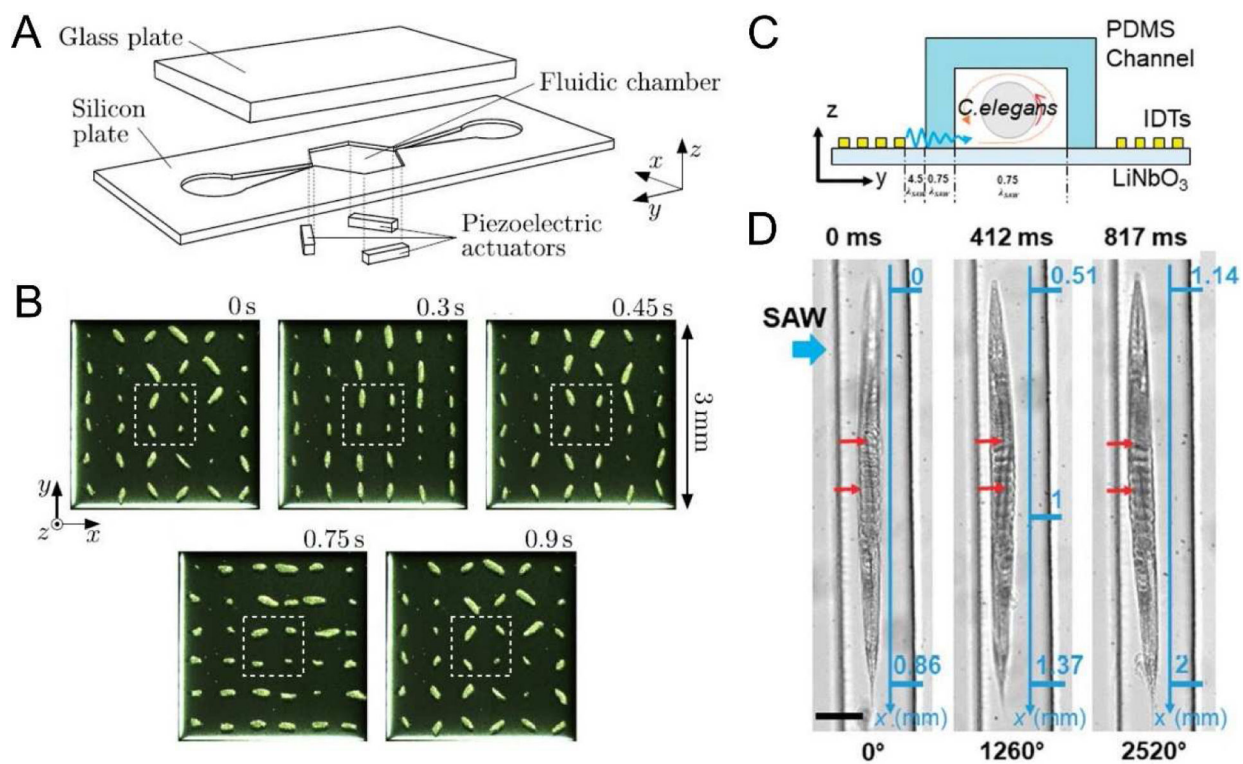 A
Glass plate
Fluidic chamber
Silicon
plate
x
y
z
Piezoelectric
actuators
B
0 s
0.3 s
0.45 s
3 mm
y
z
x
0.75 s
0.9 s
C
PDMS
Channel
C.elegans
z
IDTs
y
4.5
λSAW
0.75
λSAW
0.75
λSAW
LiNbO3
D
0 ms
412 ms
817 ms
0
0.51
1.14
SAW
1
0.86
1.37
2
x (mm)
x (mm)
x (mm)
0°
1260°
2520°